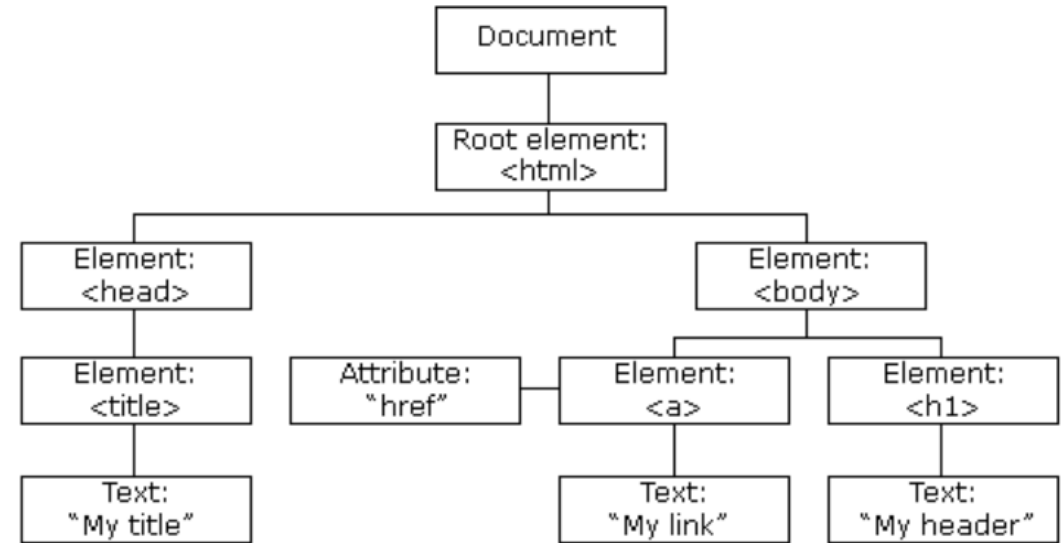 Document
Root element:
<html>
Element:
<head>
Element:
<body>
Element:
<title>
Attribute:
“href”
Element:
<a>
Element:
<h1>
Text:
“My title”
Text:
“My link”
Text:
“My header”